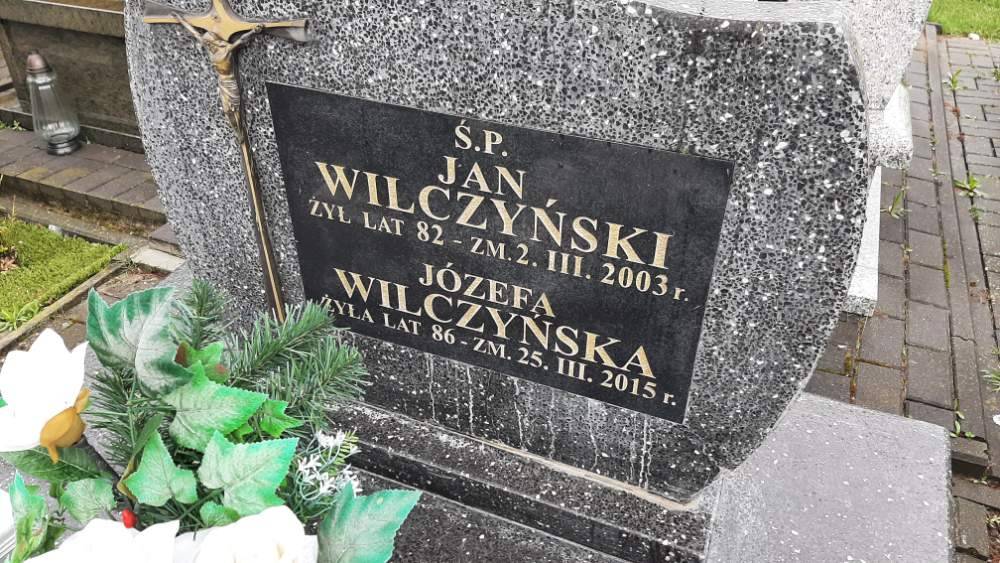 Ś.P.
JAN
WILCZYŃSKI
ŻYŁ LAT 82 - ZM. 2. III. 2003 r.
JÓZEFA
WILCZYŃSKA
ŻYŁA LAT 86 - ZM. 25. III. 2015 r.